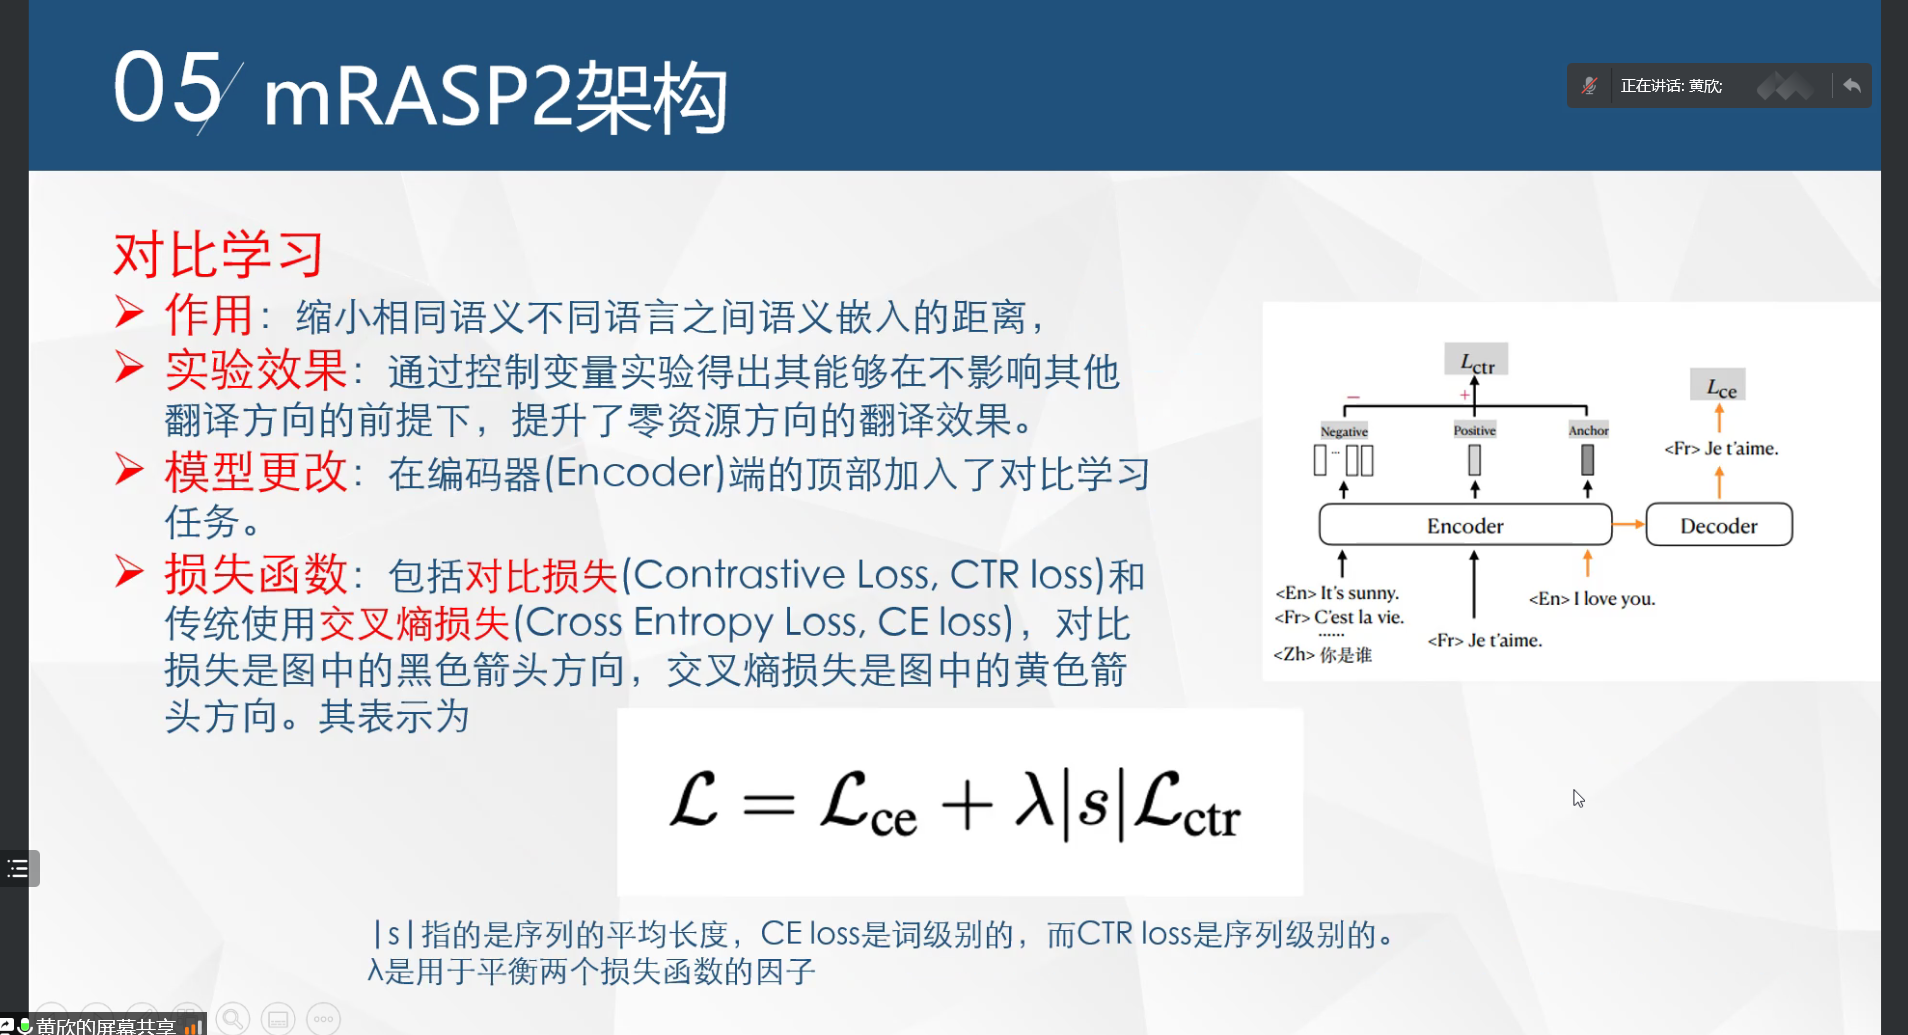 05 mRASP2架构
正在讲话: 黄欣;
对比学习
作用：缩小相同语义不同语言之间语义嵌入的距离，
实验效果：通过控制变量实验得出其能够在不影响其他
翻译方向的前提下，提升了零资源方向的翻译效果。
模型更改：在编码器(Encoder)端的顶部加入了对比学习
任务。
损失函数：包括对比损失(Contrastive Loss, CTR loss)和
传统使用交叉熵损失(Cross Entropy Loss, CE loss)，对比
损失是图中的黑色箭头方向，交叉熵损失是图中的黄色箭
头方向。其表示为
Lctr
Lce
− +
Negative Positive Anchor
<Fr> Je t'aime.
...
Encoder Decoder
<En> It's sunny.
<Fr> C'est la vie.
......
<Zh> 你是谁
<Fr> Je t'aime.
<En> I love you.
ℒ = ℒce + λ|s|ℒctr
|s|指的是序列的平均长度，CE loss是词级别的，而CTR loss是序列级别的。
λ是用于平衡两个损失函数的因子
黄欣的屏幕共享